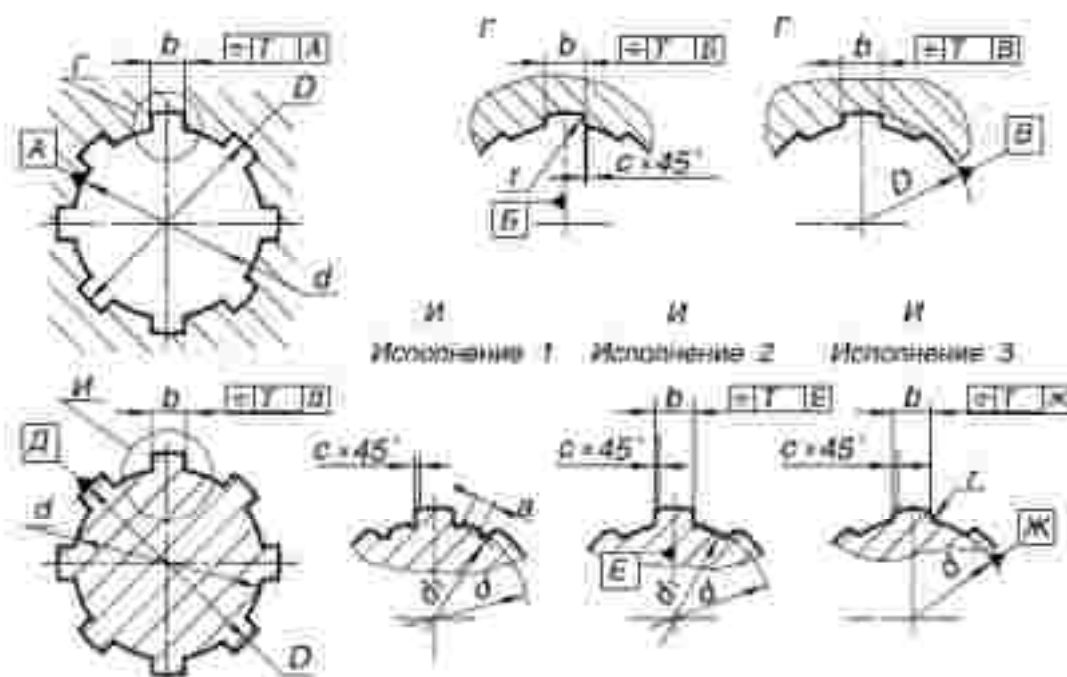 Г b ⌯ Т А
D
А
d
Г b ⌯ Т Б
r c×45°
Б
Г b ⌯ Т В
D В
И И И
Исполнение 1 Исполнение 2 Исполнение 3
И b ⌯ Т Д
Д
d
D
c×45° a
d
b ⌯ Т Е
c×45°
Е
d
b ⌯ Т Ж
c×45° r
Ж
d